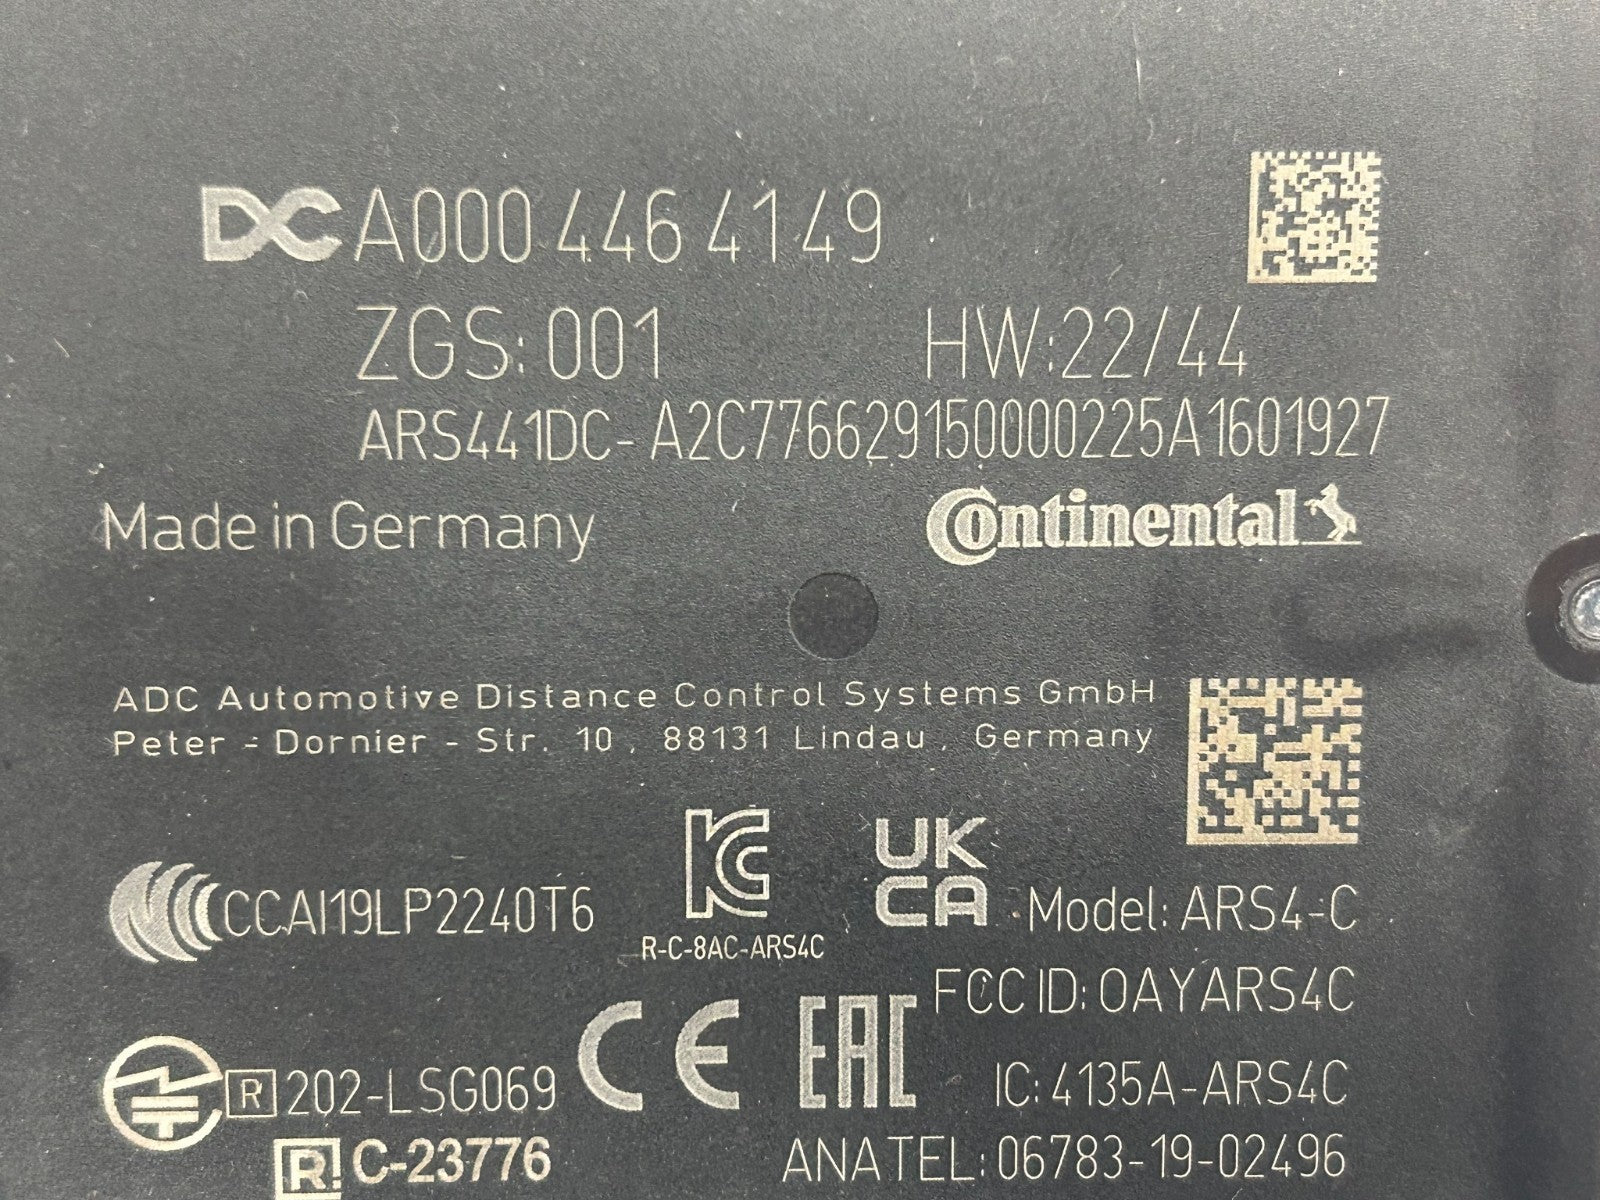 DC A000 446 4149
ZGS: 001 HW:22/44
ARS441DC- A2C77662915000022​5A1601927
Made in Germany Continental
ADC Automotive Distance Control Systems GmbH
Peter - Dornier - Str. 10 , 88131 Lindau , Germany
CCAI19LP2240T6
R-C-8AC-ARS4C
UK
CA
Model: ARS4-C
FCC ID: OAYARS4C
CE EAC
R 202-LSG069
IC: 4135A-ARS4C
R! C-23776
ANATEL: 06783-19-02496